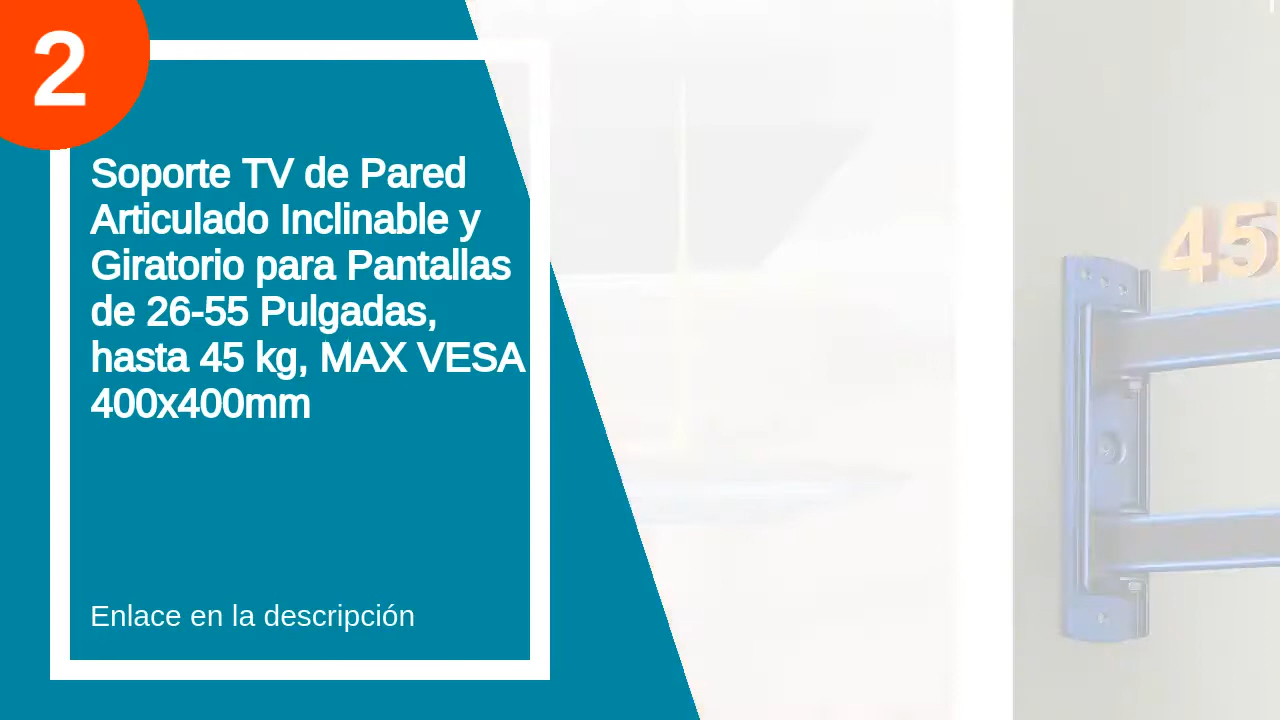 2
Soporte TV de Pared
Articulado Inclinable y
Giratorio para Pantallas
de 26-55 Pulgadas,
hasta 45 kg, MAX VESA
400x400mm
Enlace en la descripción
45